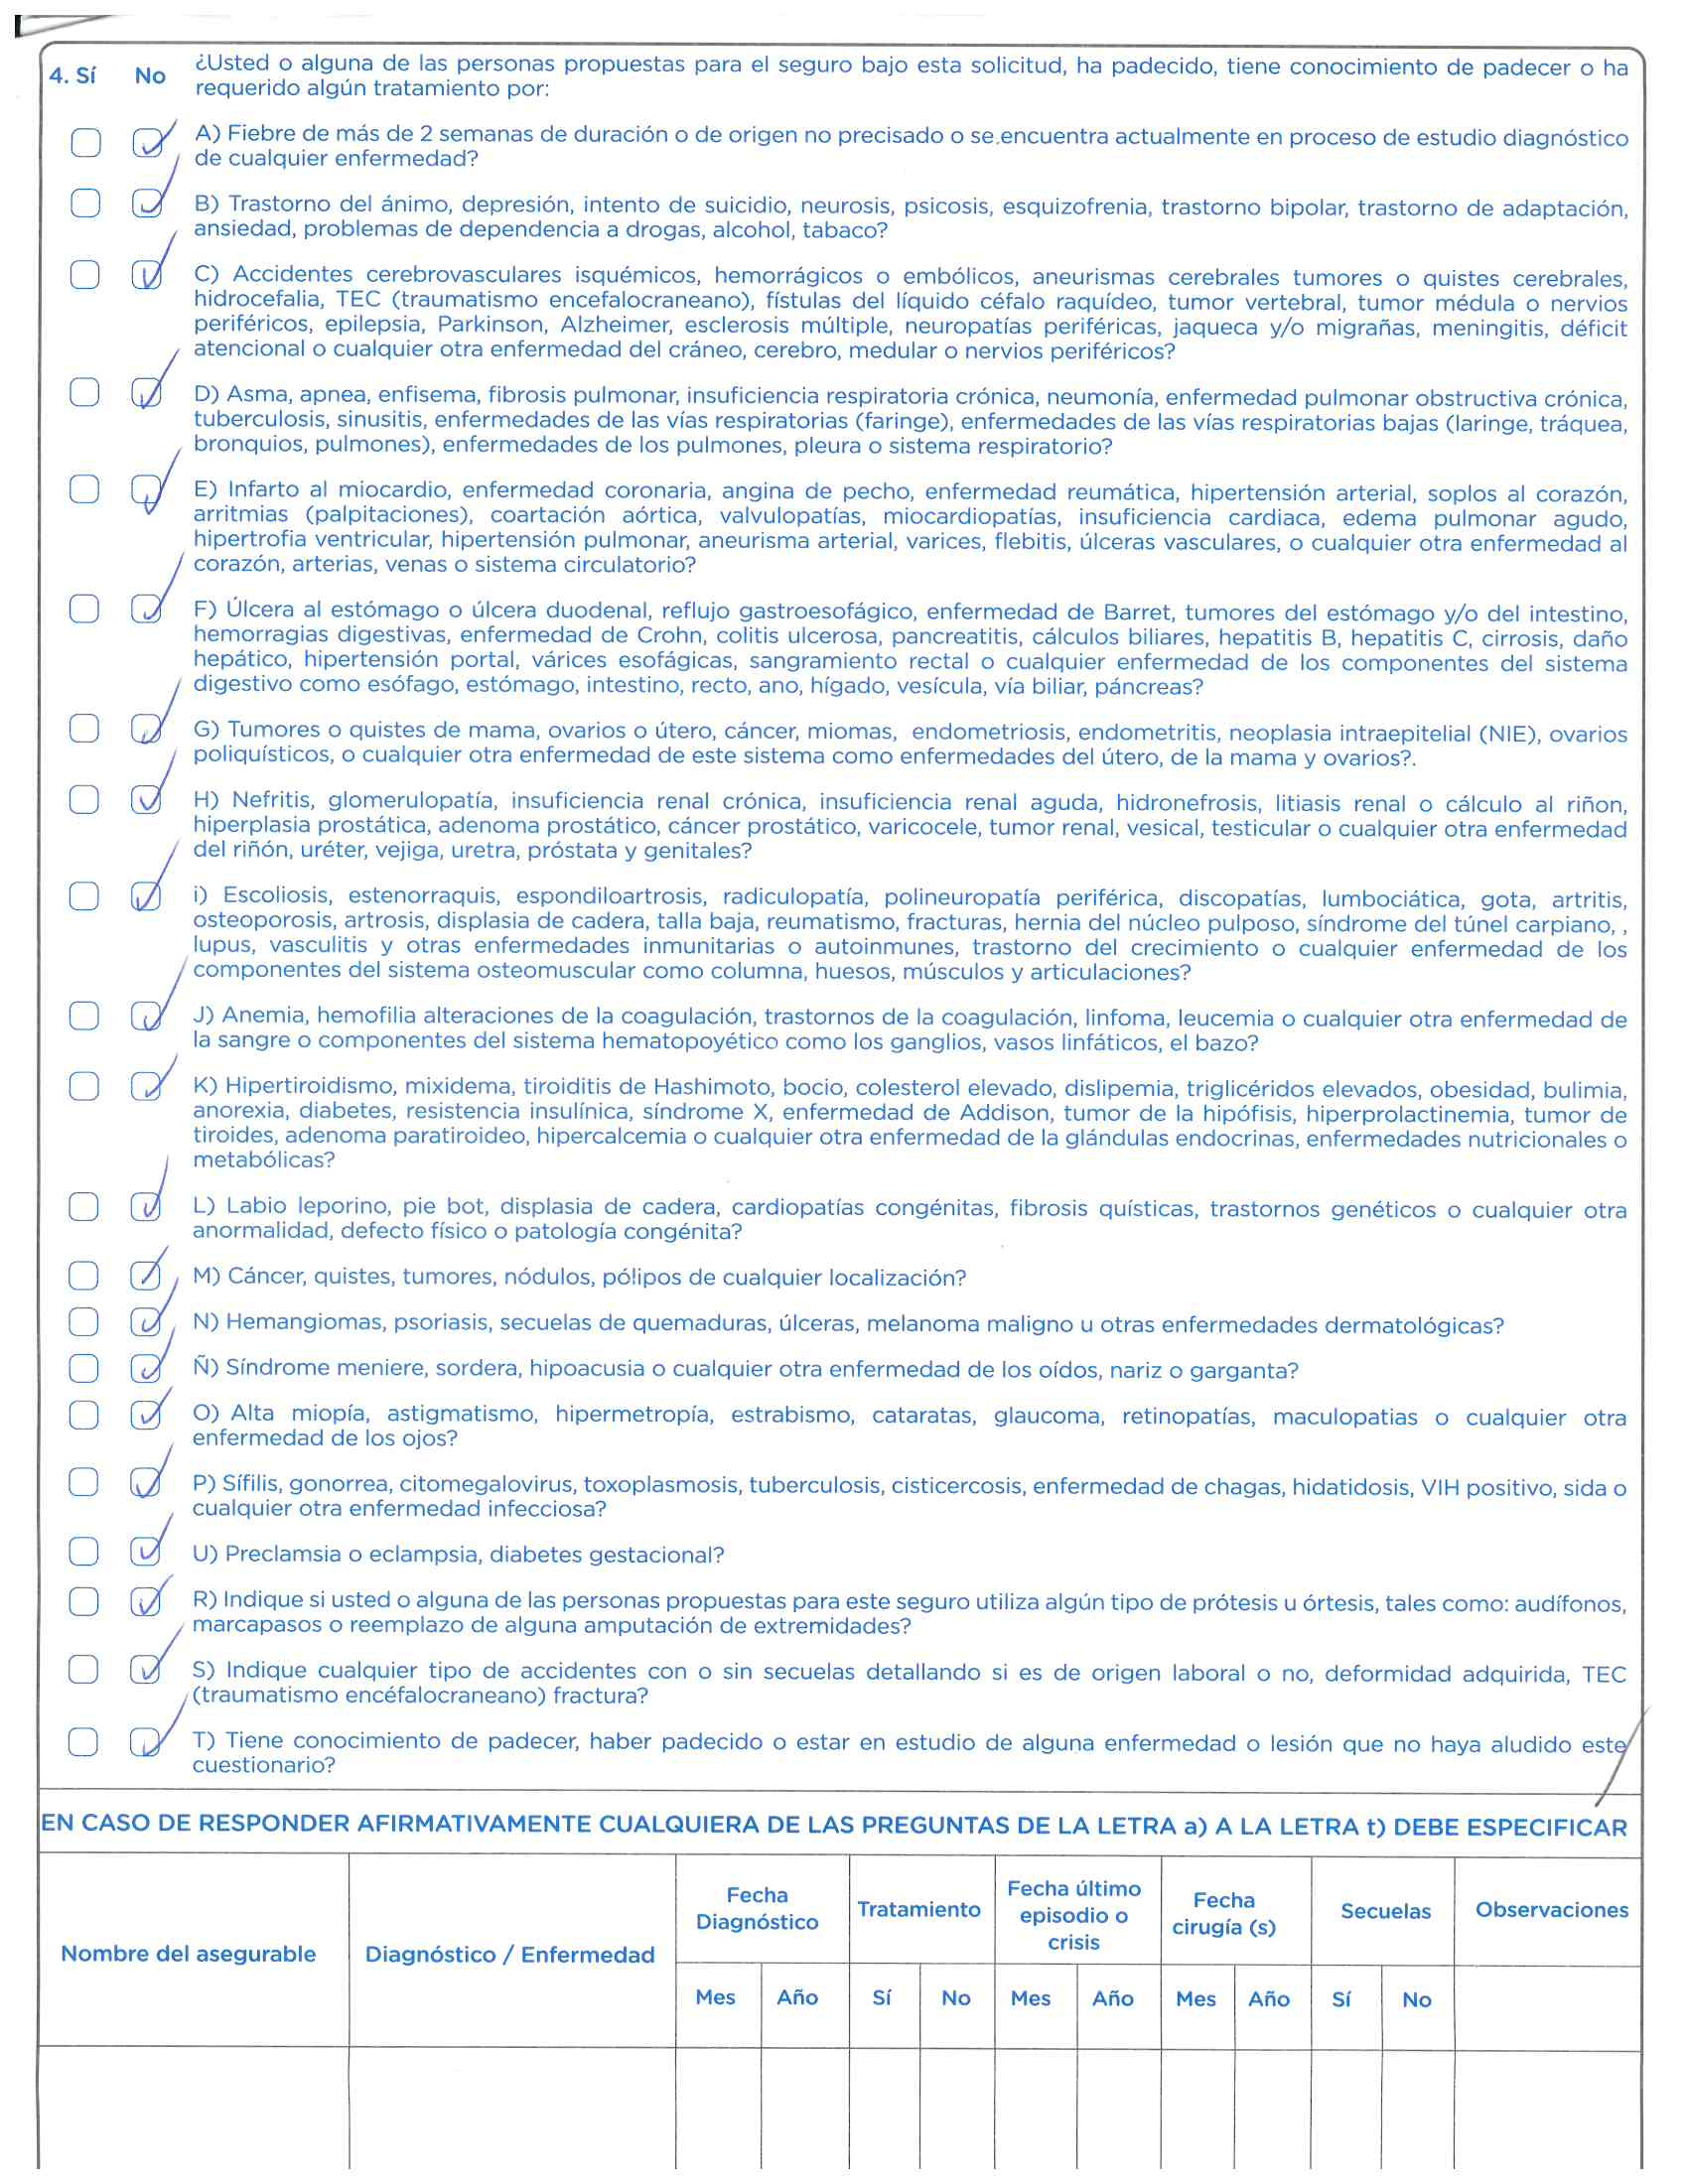 4. Sí No ¿Usted o alguna de las personas propuestas para el seguro bajo esta solicitud, ha padecido, tiene conocimiento de padecer o ha
requerido algún tratamiento por:
A) Fiebre de más de 2 semanas de duración o de origen no precisado o se encuentra actualmente en proceso de estudio diagnóstico
de cualquier enfermedad?
B) Trastorno del ánimo, depresión, intento de suicidio, neurosis, psicosis, esquizofrenia, trastorno bipolar, trastorno de adaptación,
ansiedad, problemas de dependencia a drogas, alcohol, tabaco?
C) Accidentes cerebrovasculares isquémicos, hemorrágicos o embólicos, aneurismas cerebrales tumores o quistes cerebrales,
hidrocefalia, TEC (traumatismo encefalocraneano), fístulas del líquido céfalo raquídeo, tumor vertebral, tumor médula o nervios
periféricos, epilepsia, Parkinson, Alzheimer, esclerosis múltiple, neuropatías periféricas, jaqueca y/o migrañas, meningitis, déficit
atencional o cualquier otra enfermedad del cráneo, cerebro, medular o nervios periféricos?
D) Asma, apnea, enfisema, fibrosis pulmonar, insuficiencia respiratoria crónica, neumonía, enfermedad pulmonar obstructiva crónica,
tuberculosis, sinusitis, enfermedades de las vías respiratorias (faringe), enfermedades de las vías respiratorias bajas (laringe, tráquea,
bronquios, pulmones), enfermedades de los pulmones, pleura o sistema respiratorio?
E) Infarto al miocardio, enfermedad coronaria, angina de pecho, enfermedad reumática, hipertensión arterial, soplos al corazón,
arritmias (palpitaciones), coartación aórtica, valvulopatías, miocardiopatías, insuficiencia cardiaca, edema pulmonar agudo,
hipertrofia ventricular, hipertensión pulmonar, aneurisma arterial, varices, flebitis, úlceras vasculares, o cualquier otra enfermedad al
corazón, arterias, venas o sistema circulatorio?
F) Úlcera al estómago o úlcera duodenal, reflujo gastroesofágico, enfermedad de Barret, tumores del estómago y/o del intestino,
hemorragias digestivas, enfermedad de Crohn, colitis ulcerosa, pancreatitis, cálculos biliares, hepatitis B, hepatitis C, cirrosis, daño
hepático, hipertensión portal, várices esofágicas, sangramiento rectal o cualquier enfermedad de los componentes del sistema
digestivo como esófago, estómago, intestino, recto, ano, hígado, vesícula, vía biliar, páncreas?
G) Tumores o quistes de mama, ovarios o útero, cáncer, miomas, endometriosis, endometritis, neoplasia intraepitelial (NIE), ovarios
poliquísticos, o cualquier otra enfermedad de este sistema como enfermedades del útero, de la mama y ovarios?.
H) Nefritis, glomerulopatía, insuficiencia renal crónica, insuficiencia renal aguda, hidronefrosis, litiasis renal o cálculo al riñon,
hiperplasia prostática, adenoma prostático, cáncer prostático, varicocele, tumor renal, vesical, testicular o cualquier otra enfermedad
del riñón, uréter, vejiga, uretra, próstata y genitales?
i) Escoliosis, estenorraquis, espondiloartrosis, radiculopatía, polineuropatía periférica, discopatías, lumbociática, gota, artritis,
osteoporosis, artrosis, displasia de cadera, talla baja, reumatismo, fracturas, hernia del núcleo pulposo, síndrome del túnel carpiano, ,
lupus, vasculitis y otras enfermedades inmunitarias o autoinmunes, trastorno del crecimiento o cualquier enfermedad de los
componentes del sistema osteomuscular como columna, huesos, músculos y articulaciones?
J) Anemia, hemofilia alteraciones de la coagulación, trastornos de la coagulación, linfoma, leucemia o cualquier otra enfermedad de
la sangre o componentes del sistema hematopoyético como los ganglios, vasos linfáticos, el bazo?
K) Hipertiroidismo, mixidema, tiroiditis de Hashimoto, bocio, colesterol elevado, dislipemia, triglicéridos elevados, obesidad, bulimia,
anorexia, diabetes, resistencia insulínica, síndrome X, enfermedad de Addison, tumor de la hipófisis, hiperprolactinemia, tumor de
tiroides, adenoma paratiroideo, hipercalcemia o cualquier otra enfermedad de la glándulas endocrinas, enfermedades nutricionales o
metabólicas?
L) Labio leporino, pie bot, displasia de cadera, cardiopatías congénitas, fibrosis quísticas, trastornos genéticos o cualquier otra
anormalidad, defecto físico o patología congénita?
M) Cáncer, quistes, tumores, nódulos, pólipos de cualquier localización?
N) Hemangiomas, psoriasis, secuelas de quemaduras, úlceras, melanoma maligno u otras enfermedades dermatológicas?
Ñ) Síndrome meniere, sordera, hipoacusia o cualquier otra enfermedad de los oídos, nariz o garganta?
O) Alta miopía, astigmatismo, hipermetropía, estrabismo, cataratas, glaucoma, retinopatías, maculopatias o cualquier otra
enfermedad de los ojos?
P) Sífilis, gonorrea, citomegalovirus, toxoplasmosis, tuberculosis, cisticercosis, enfermedad de chagas, hidatidosis, VIH positivo, sida o
cualquier otra enfermedad infecciosa?
U) Preclamsia o eclampsia, diabetes gestacional?
R) Indique si usted o alguna de las personas propuestas para este seguro utiliza algún tipo de prótesis u órtesis, tales como: audífonos,
marcapasos o reemplazo de alguna amputación de extremidades?
S) Indique cualquier tipo de accidentes con o sin secuelas detallando si es de origen laboral o no, deformidad adquirida, TEC
(traumatismo encéfalocraneano) fractura?
T) Tiene conocimiento de padecer, haber padecido o estar en estudio de alguna enfermedad o lesión que no haya aludido este
cuestionario?
EN CASO DE RESPONDER AFIRMATIVAMENTE CUALQUIERA DE LAS PREGUNTAS DE LA LETRA a) A LA LETRA t) DEBE ESPECIFICAR
Nombre del asegurable
Diagnóstico / Enfermedad
Fecha
Diagnóstico
Tratamiento
Fecha último
episodio o
crisis
Fecha
cirugía (s)
Secuelas
Observaciones
Mes Año Sí No Mes Año Mes Año Sí No